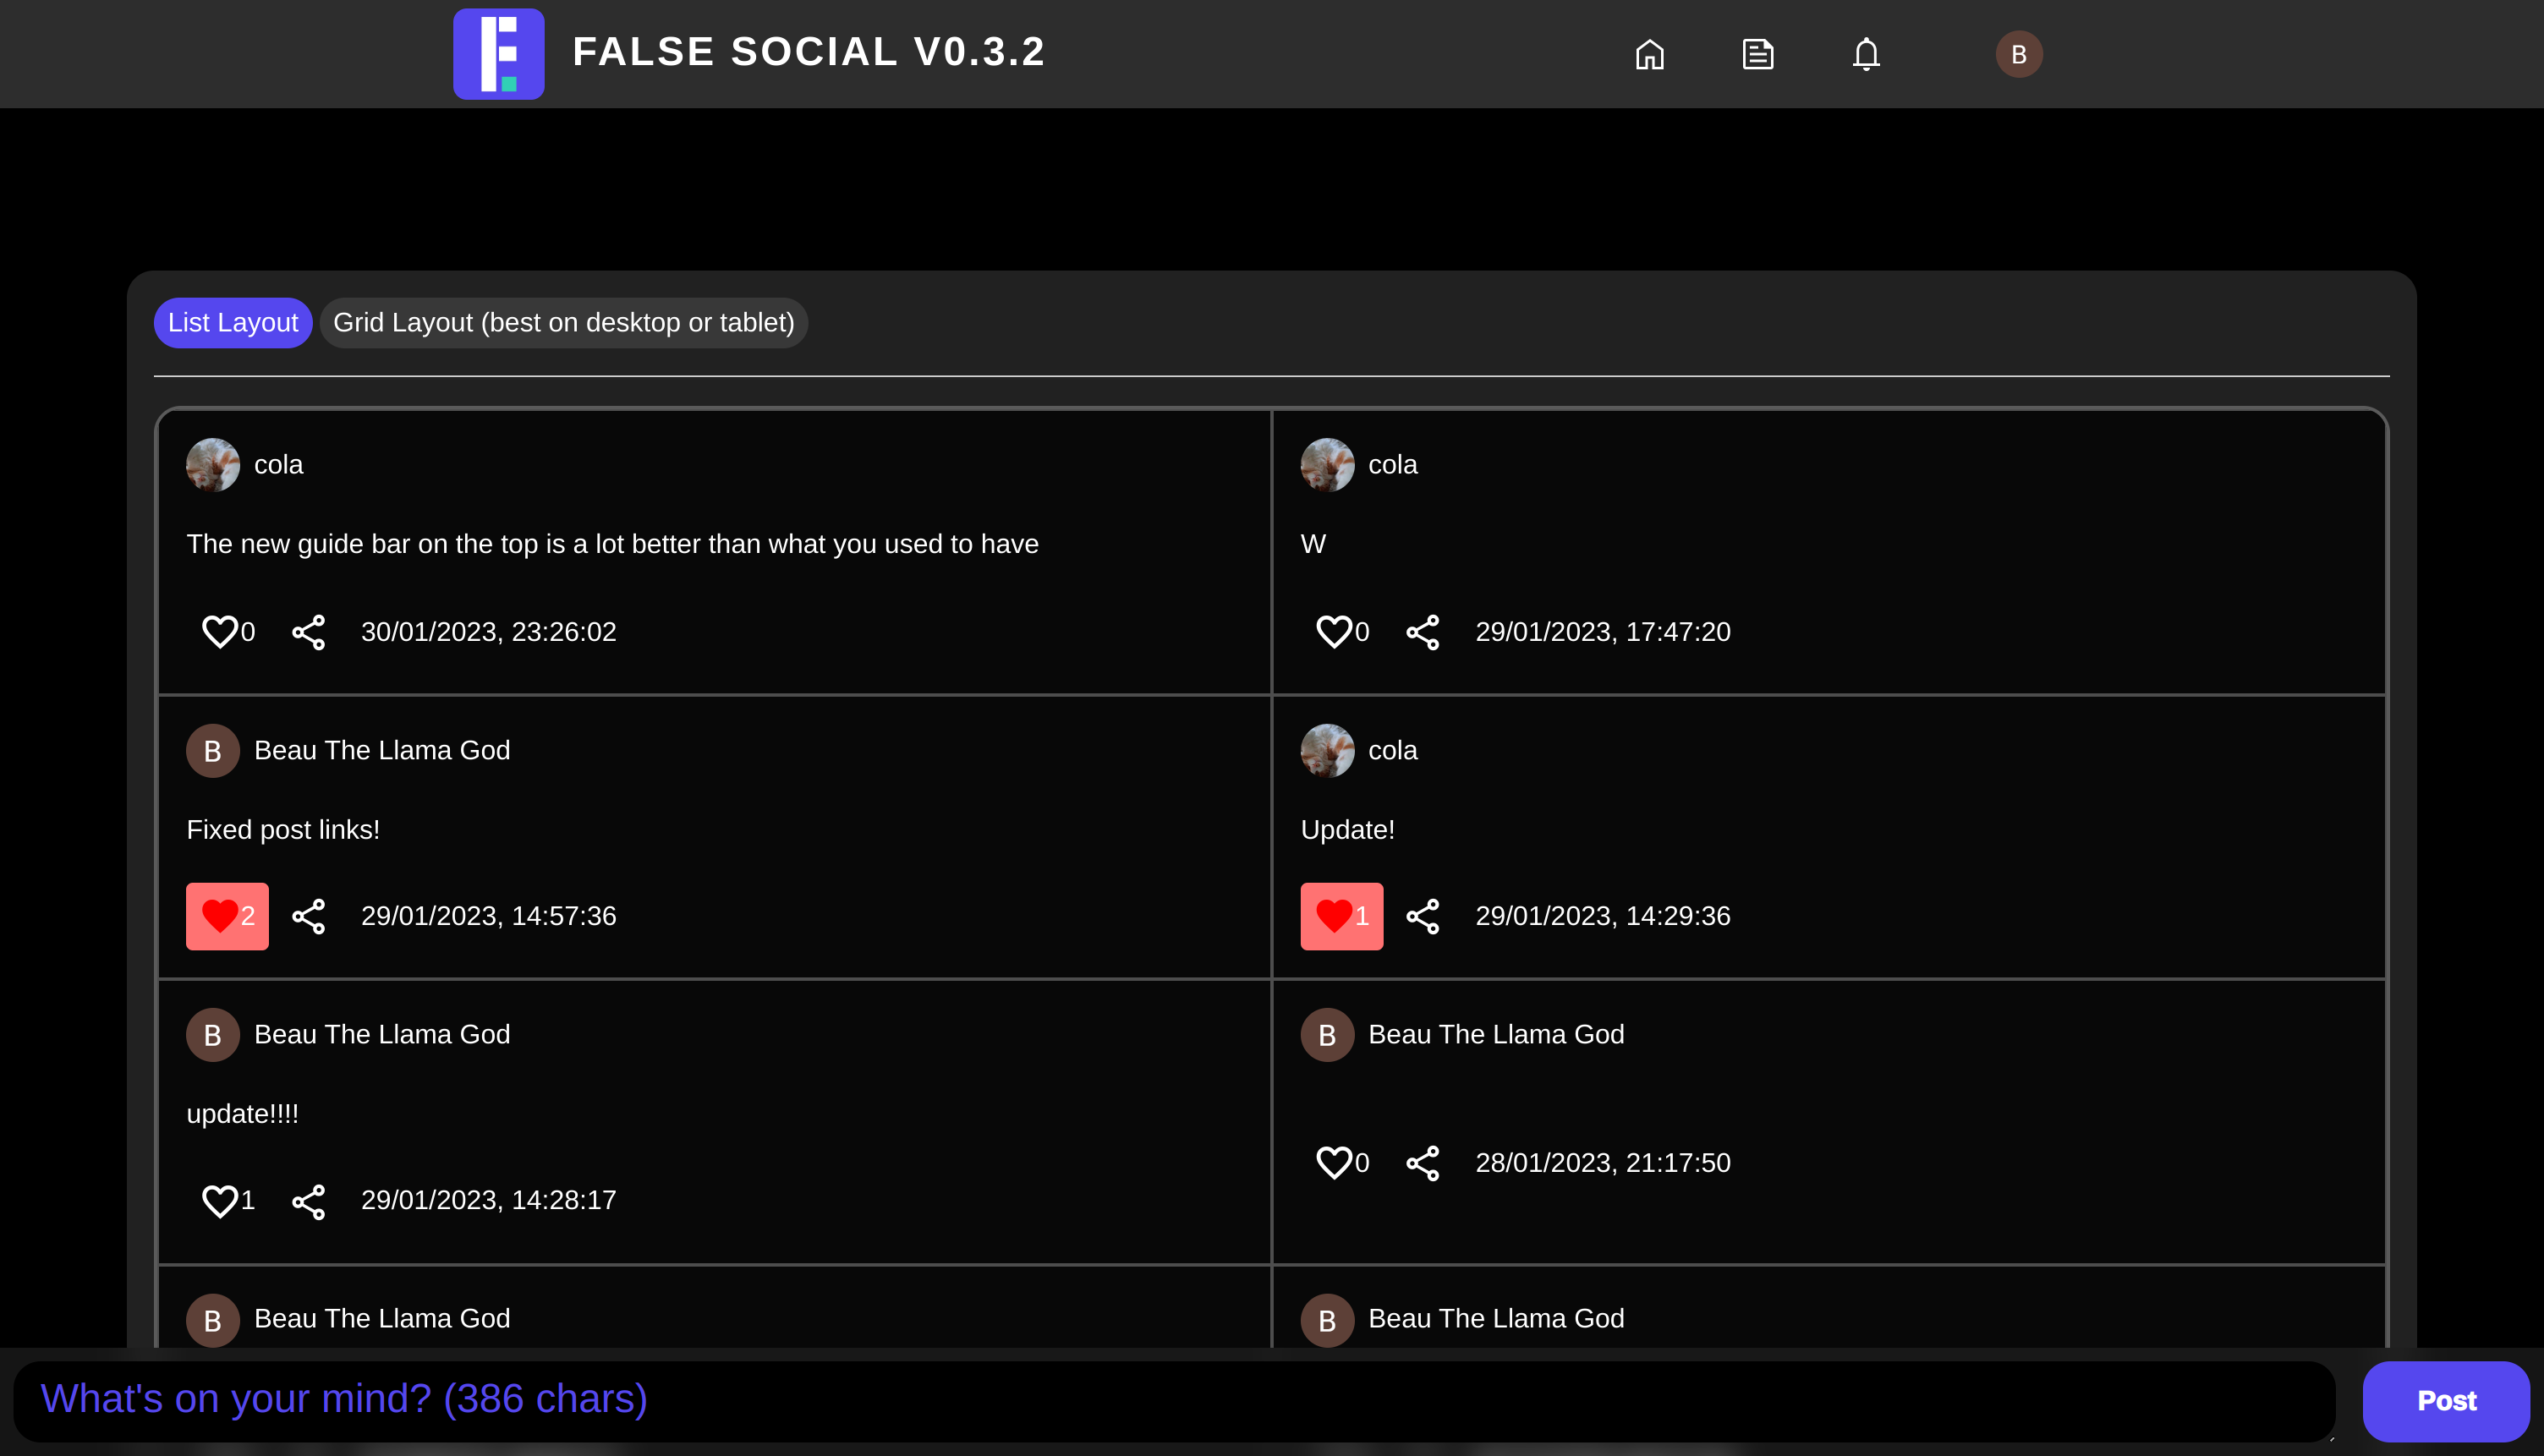 FALSE SOCIAL V0.3.2
B
List Layout
Grid Layout (best on desktop or tablet)
cola
The new guide bar on the top is a lot better than what you used to have
0
30/01/2023, 23:26:02
cola
W
0
29/01/2023, 17:47:20
B
Beau The Llama God
Fixed post links!
2
29/01/2023, 14:57:36
cola
Update!
1
29/01/2023, 14:29:36
B
Beau The Llama God
update!!!!
1
29/01/2023, 14:28:17
B
Beau The Llama God
0
28/01/2023, 21:17:50
B
Beau The Llama God
B
Beau The Llama God
What's on your mind? (386 chars)
Post